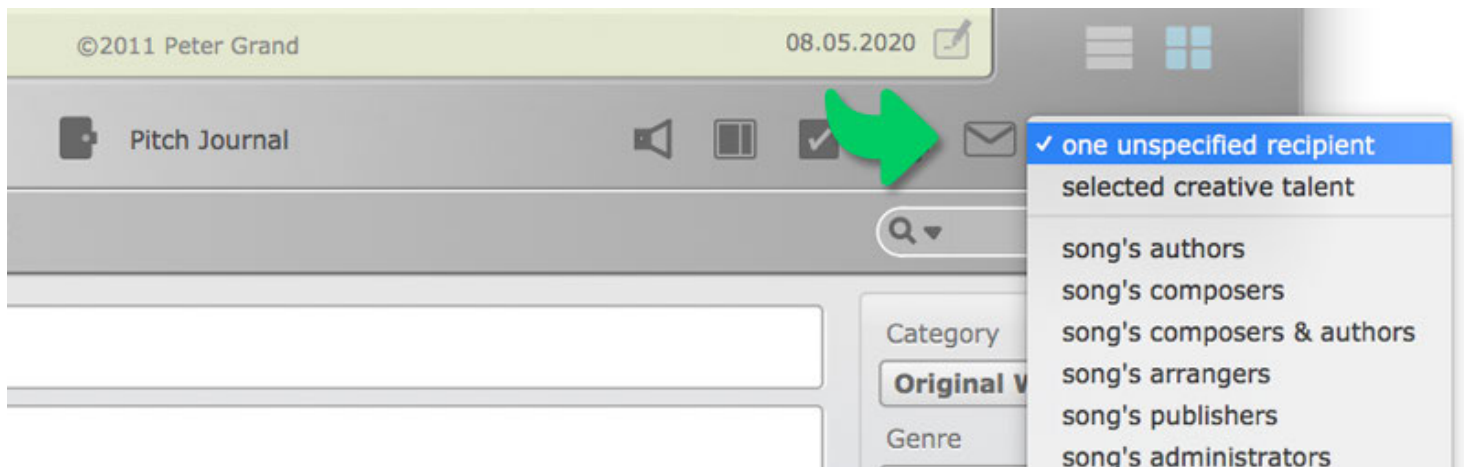 ©2011 Peter Grand
08.05.2020
Pitch Journal
✓ one unspecified recipient
selected creative talent
song's authors
song's composers
song's composers & authors
song's arrangers
song's publishers
song's administrators
Category
Original
Genre